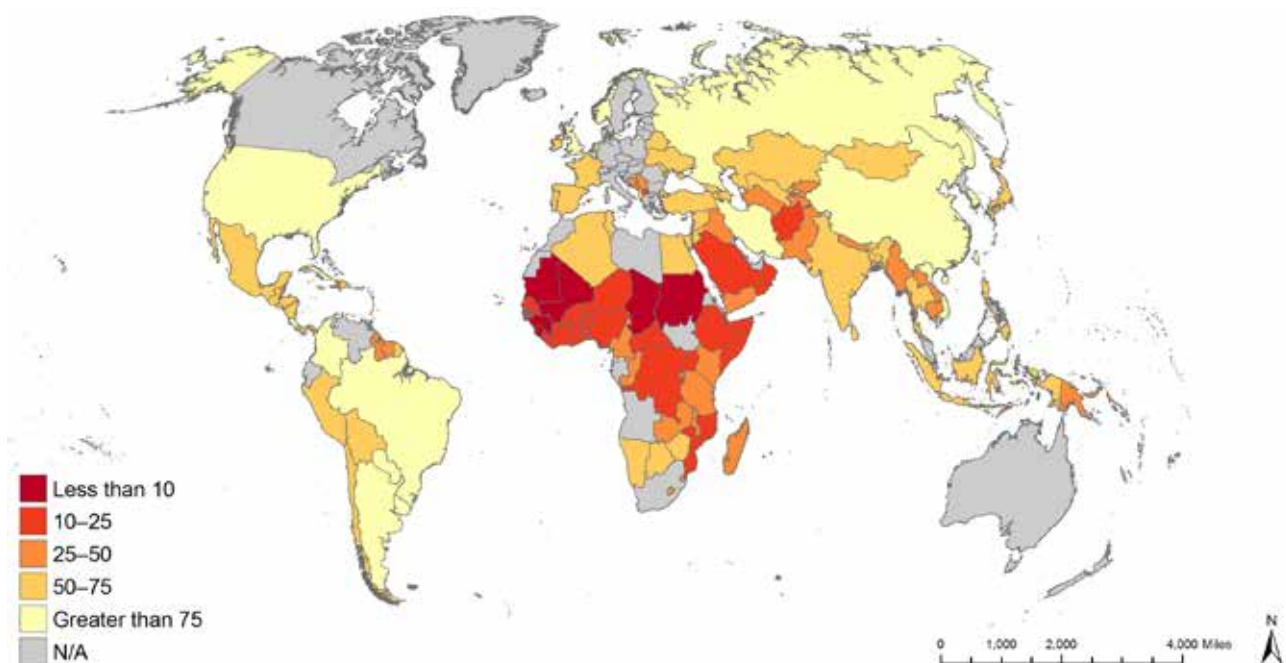 Less than 10
10–25
25–50
50–75
Greater than 75
N/A
N
0 1,000 2,000 4,000 Miles